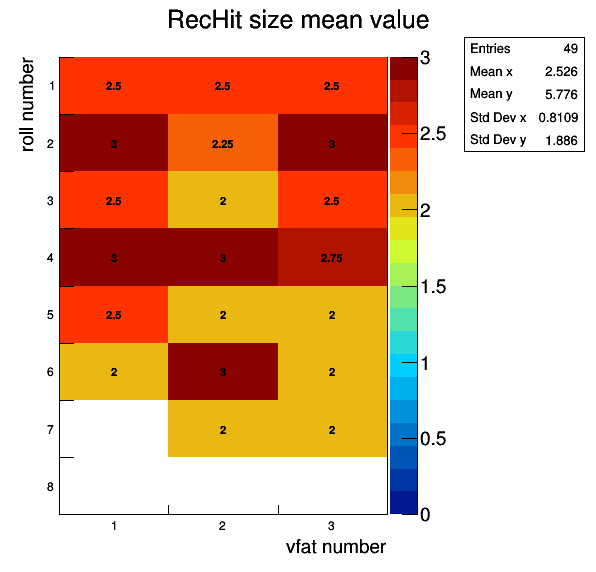 RecHit size mean value
Entries 49
Mean x 2.526
Mean y 5.776
Std Dev x 0.8109
Std Dev y 1.886
roll number
1 2.5 2.5 2.5
2 3 2.25 3
3 2.5 2 2.5
4 3 3 2.75
5 2.5 2 2
6 2 3 2
7 2 2
8
1 2 3
vfat number
3
2.5
2
1.5
1
0.5
0